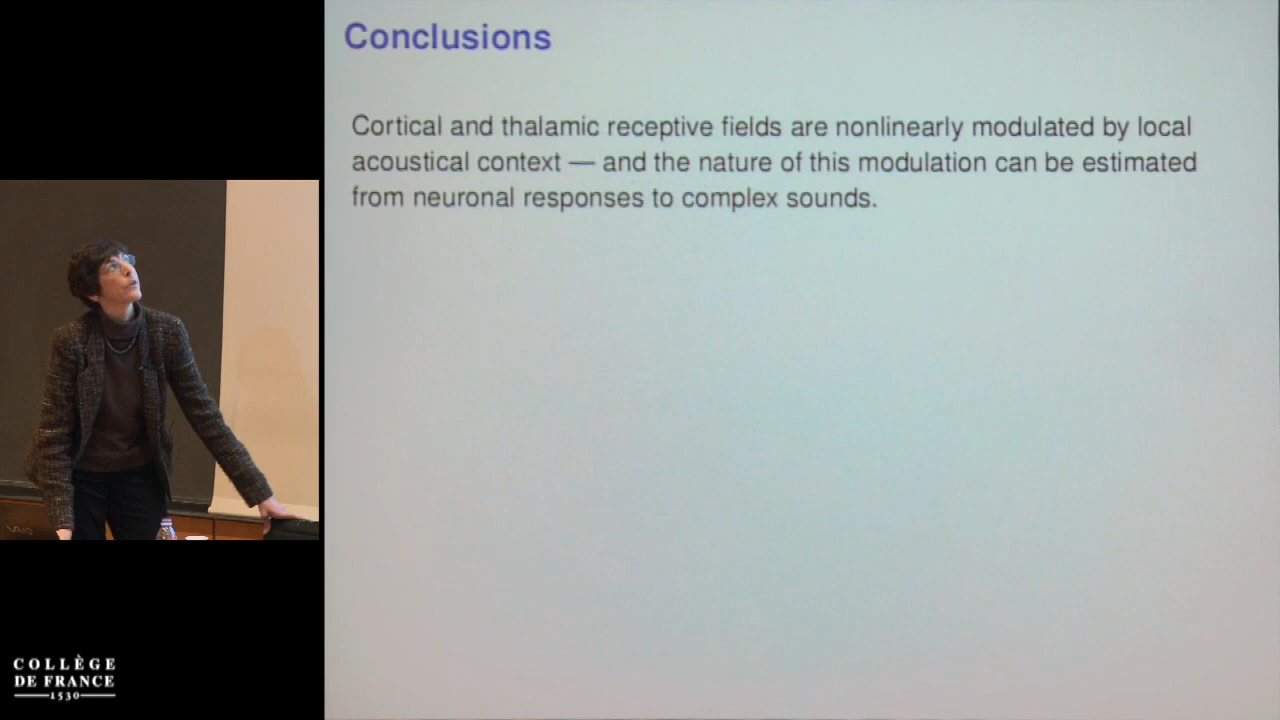 Conclusions
Cortical and thalamic receptive fields are nonlinearly modulated by local
acoustical context — and the nature of this modulation can be estimated
from neuronal responses to complex sounds.
COLLÈGE
DE FRANCE
1530